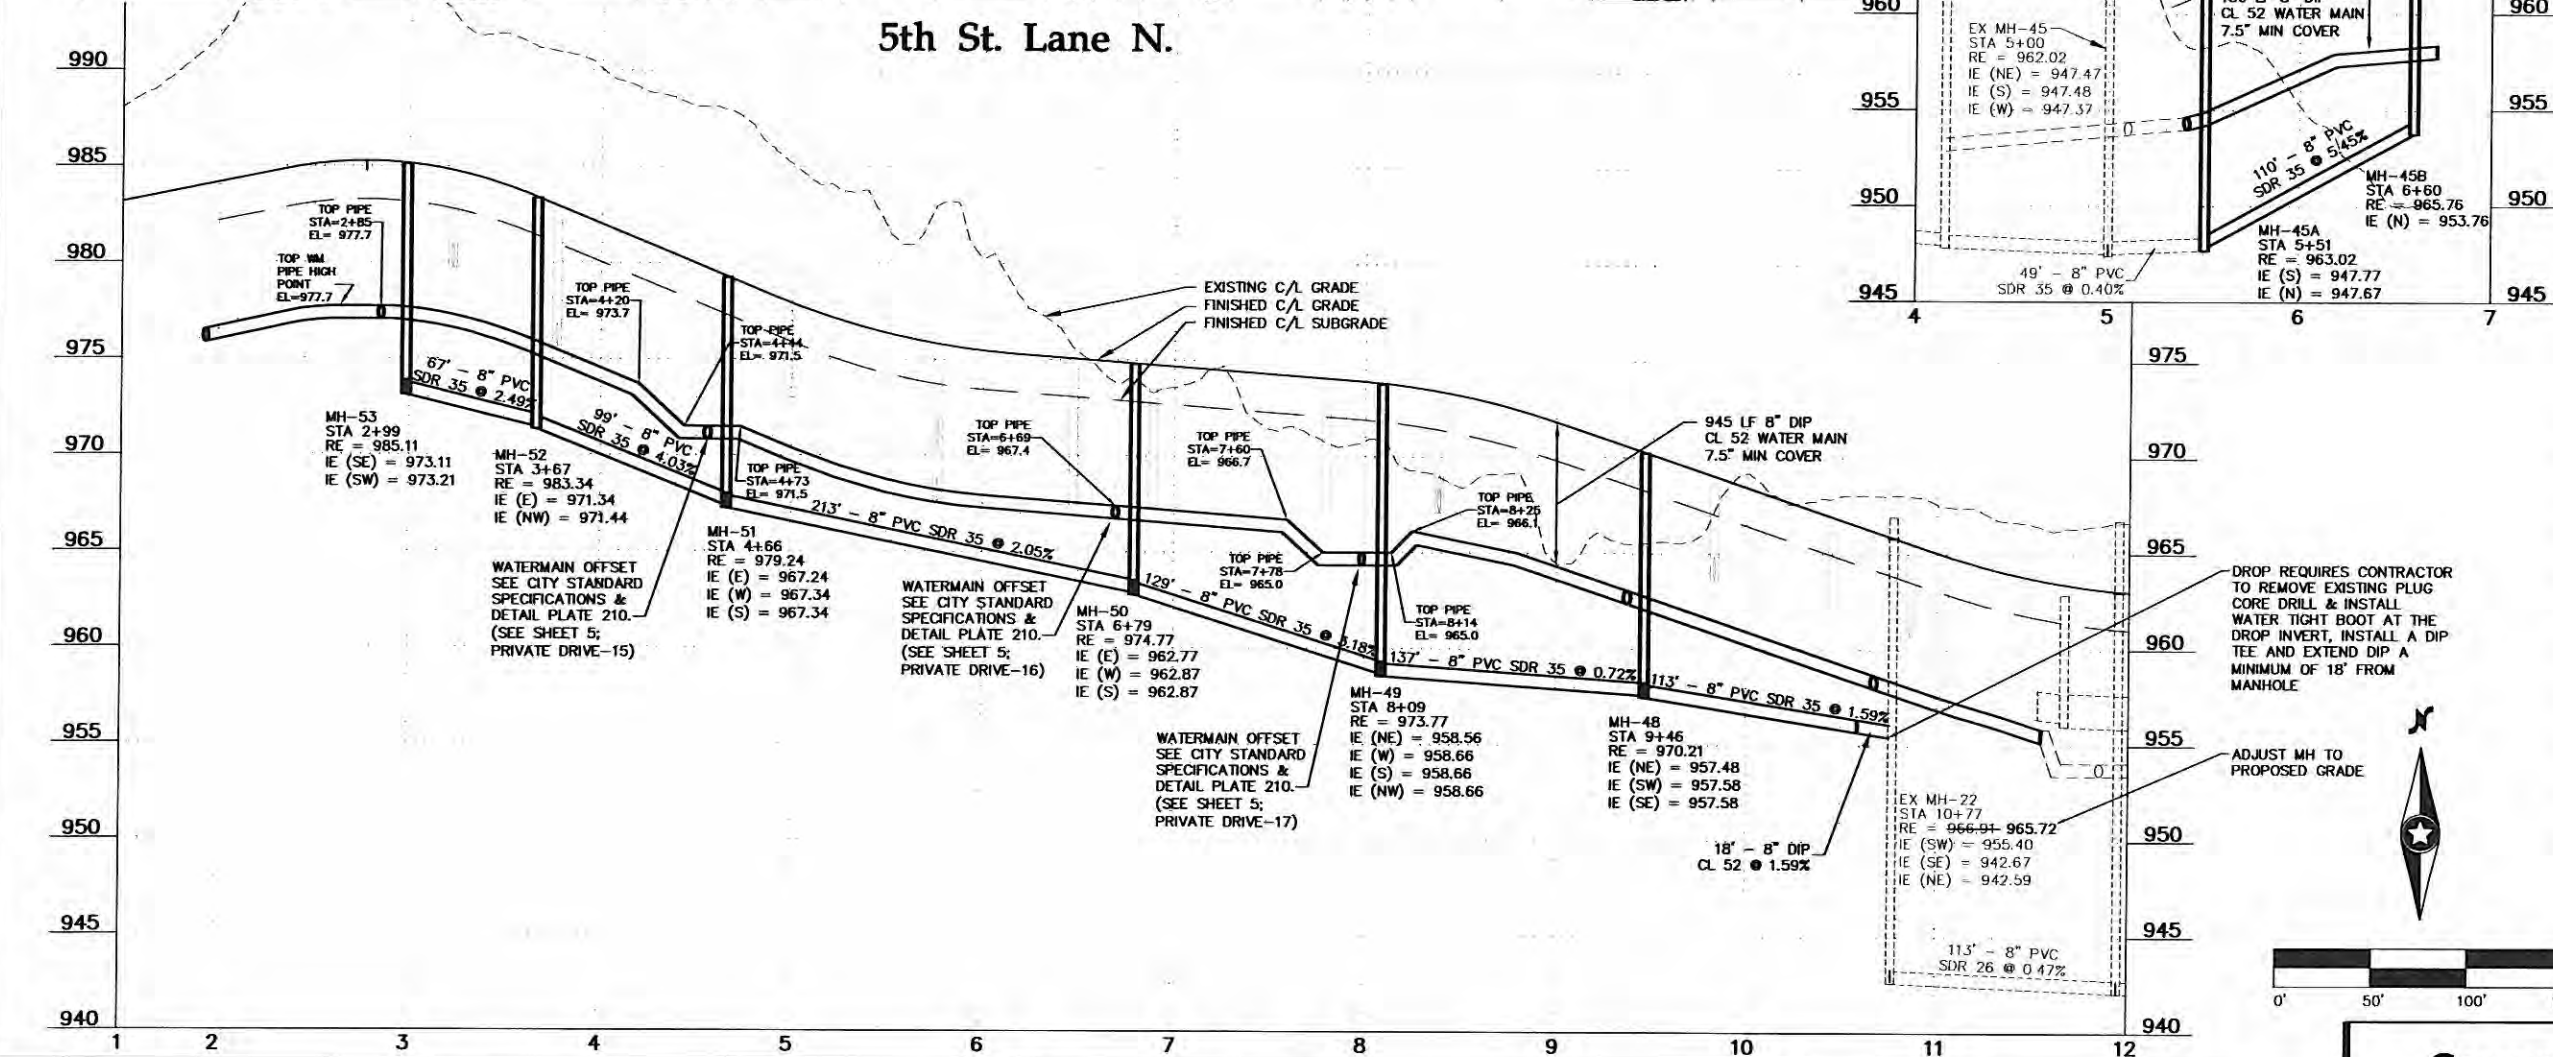 5th St. Lane N.
990
985
980
975
970
965
960
955
950
945
940
1
2
3
4
5
6
7
8
9
10
11
12
TOP PIPE
STA=2+85
EL= 977.7
TOP WM
PIPE HIGH
POINT
EL=977.7
67' - 8" PVC
SDR 35 @ 2.49%
TOP PIPE
STA=4+20
EL= 973.7
TOP PIPE
STA=4+44
EL= 971.5
99' - 8" PVC
SDR 35 @ 4.03%
TOP PIPE
STA=4+73
EL= 971.5
MH-53
STA 2+99
RE = 985.11
IE (SE) = 973.11
IE (SW) = 973.21
MH-52
STA 3+67
RE = 983.34
IE (E) = 971.34
IE (NW) = 971.44
MH-51
STA 4+66
RE = 979.24
IE (E) = 967.24
IE (W) = 967.34
IE (S) = 967.34
WATERMAIN OFFSET
SEE CITY STANDARD
SPECIFICATIONS &
DETAIL PLATE 210.
(SEE SHEET 5;
PRIVATE DRIVE-15)
213' - 8" PVC SDR 35 @ 2.05%
EXISTING C/L GRADE
FINISHED C/L GRADE
FINISHED C/L SUBGRADE
TOP PIPE
STA=6+69
EL= 967.4
WATERMAIN OFFSET
SEE CITY STANDARD
SPECIFICATIONS &
DETAIL PLATE 210.
(SEE SHEET 5;
PRIVATE DRIVE-16)
MH-50
STA 6+79
RE = 974.77
IE (E) = 962.77
IE (W) = 962.87
IE (S) = 962.87
129' - 8" PVC SDR 35 @ 3.18%
TOP PIPE
STA=7+60
EL= 966.7
TOP PIPE
STA=7+78
EL= 965.0
TOP PIPE
STA=8+14
EL= 965.0
TOP PIPE
STA=8+25
EL= 966.1
945 LF 8" DIP
CL 52 WATER MAIN
7.5" MIN COVER
WATERMAIN OFFSET
SEE CITY STANDARD
SPECIFICATIONS &
DETAIL PLATE 210.
(SEE SHEET 5;
PRIVATE DRIVE-17)
MH-49
STA 8+09
RE = 973.77
IE (NE) = 958.56
IE (W) = 958.66
IE (S) = 958.66
IE (NW) = 958.66
137' - 8" PVC SDR 35 @ 0.72%
MH-48
STA 9+46
RE = 970.21
IE (NE) = 957.48
IE (SW) = 957.58
IE (SE) = 957.58
113' - 8" PVC SDR 35 @ 1.59%
18' - 8" DIP
CL 52 @ 1.59%
EX MH-22
STA 10+77
RE = 966.91 965.72
IE (SW) = 955.40
IE (SE) = 942.67
IE (NE) = 942.59
113' - 8" PVC
SDR 26 @ 0.47%
975
970
965
960
955
950
945
940
DROP REQUIRES CONTRACTOR
TO REMOVE EXISTING PLUG
CORE DRILL & INSTALL
WATER TIGHT BOOT AT THE
DROP INVERT, INSTALL A DIP
TEE AND EXTEND DIP A
MINIMUM OF 18' FROM
MANHOLE
ADJUST MH TO
PROPOSED GRADE
N
0'
50'
100'
960
955
950
945
EX MH-45
STA 5+00
RE = 962.02
IE (NE) = 947.47
IE (S) = 947.48
IE (W) = 947.37
CL 52 WATER MAIN
7.5" MIN COVER
49' - 8" PVC
SDR 35 @ 0.40%
110' - 8" PVC
SDR 35 @ 5.45%
MH-45B
STA 6+60
RE = 965.76
IE (N) = 953.76
MH-45A
STA 5+51
RE = 963.02
IE (S) = 947.77
IE (N) = 947.67
960
955
950
945
4
5
6
7